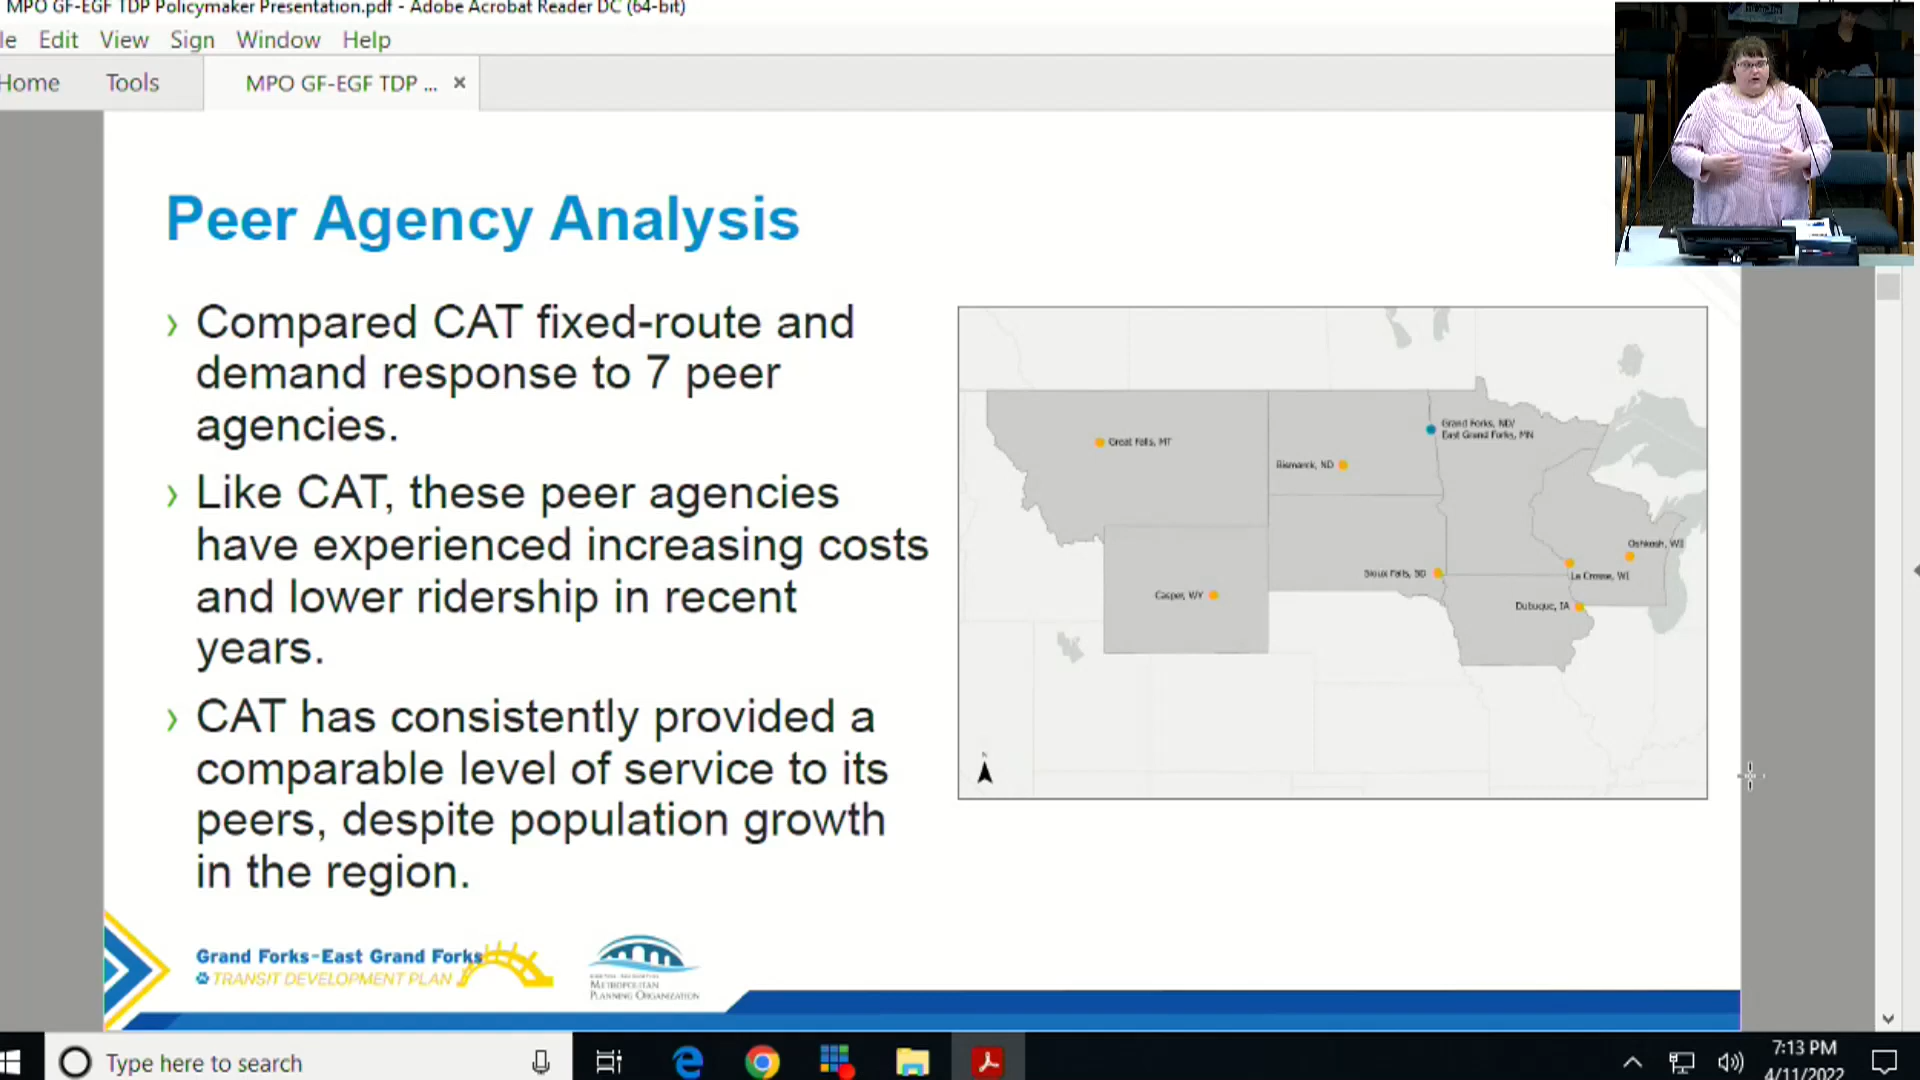 MPO GF-EGF TDP Policymaker Presentation.pdf - Adobe Acrobat Reader DC (64-bit)
le Edit View Sign Window Help
Home Tools MPO GF-EGF TDP ... ×
Peer Agency Analysis
› Compared CAT fixed-route and
demand response to 7 peer
agencies.
› Like CAT, these peer agencies
have experienced increasing costs
and lower ridership in recent
years.
› CAT has consistently provided a
comparable level of service to its
peers, despite population growth
in the region.
Grand Forks, ND/
East Grand Forks, MN
Great Falls, MT
Bismarck, ND
Oshkosh, WI
Sioux Falls, SD
La Crosse, WI
Casper, WY
Dubuque, IA
N
Grand Forks-East Grand Forks
TRANSIT DEVELOPMENT PLAN
METROPOLITAN
PLANNING ORGANIZATION
Type here to search
7:13 PM
4/11/2022